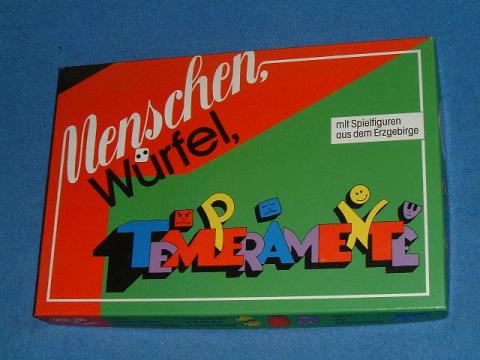 Menschen,
Würfel,
TEMPERAMENTE
mit Spielfiguren
aus dem Erzgebirge